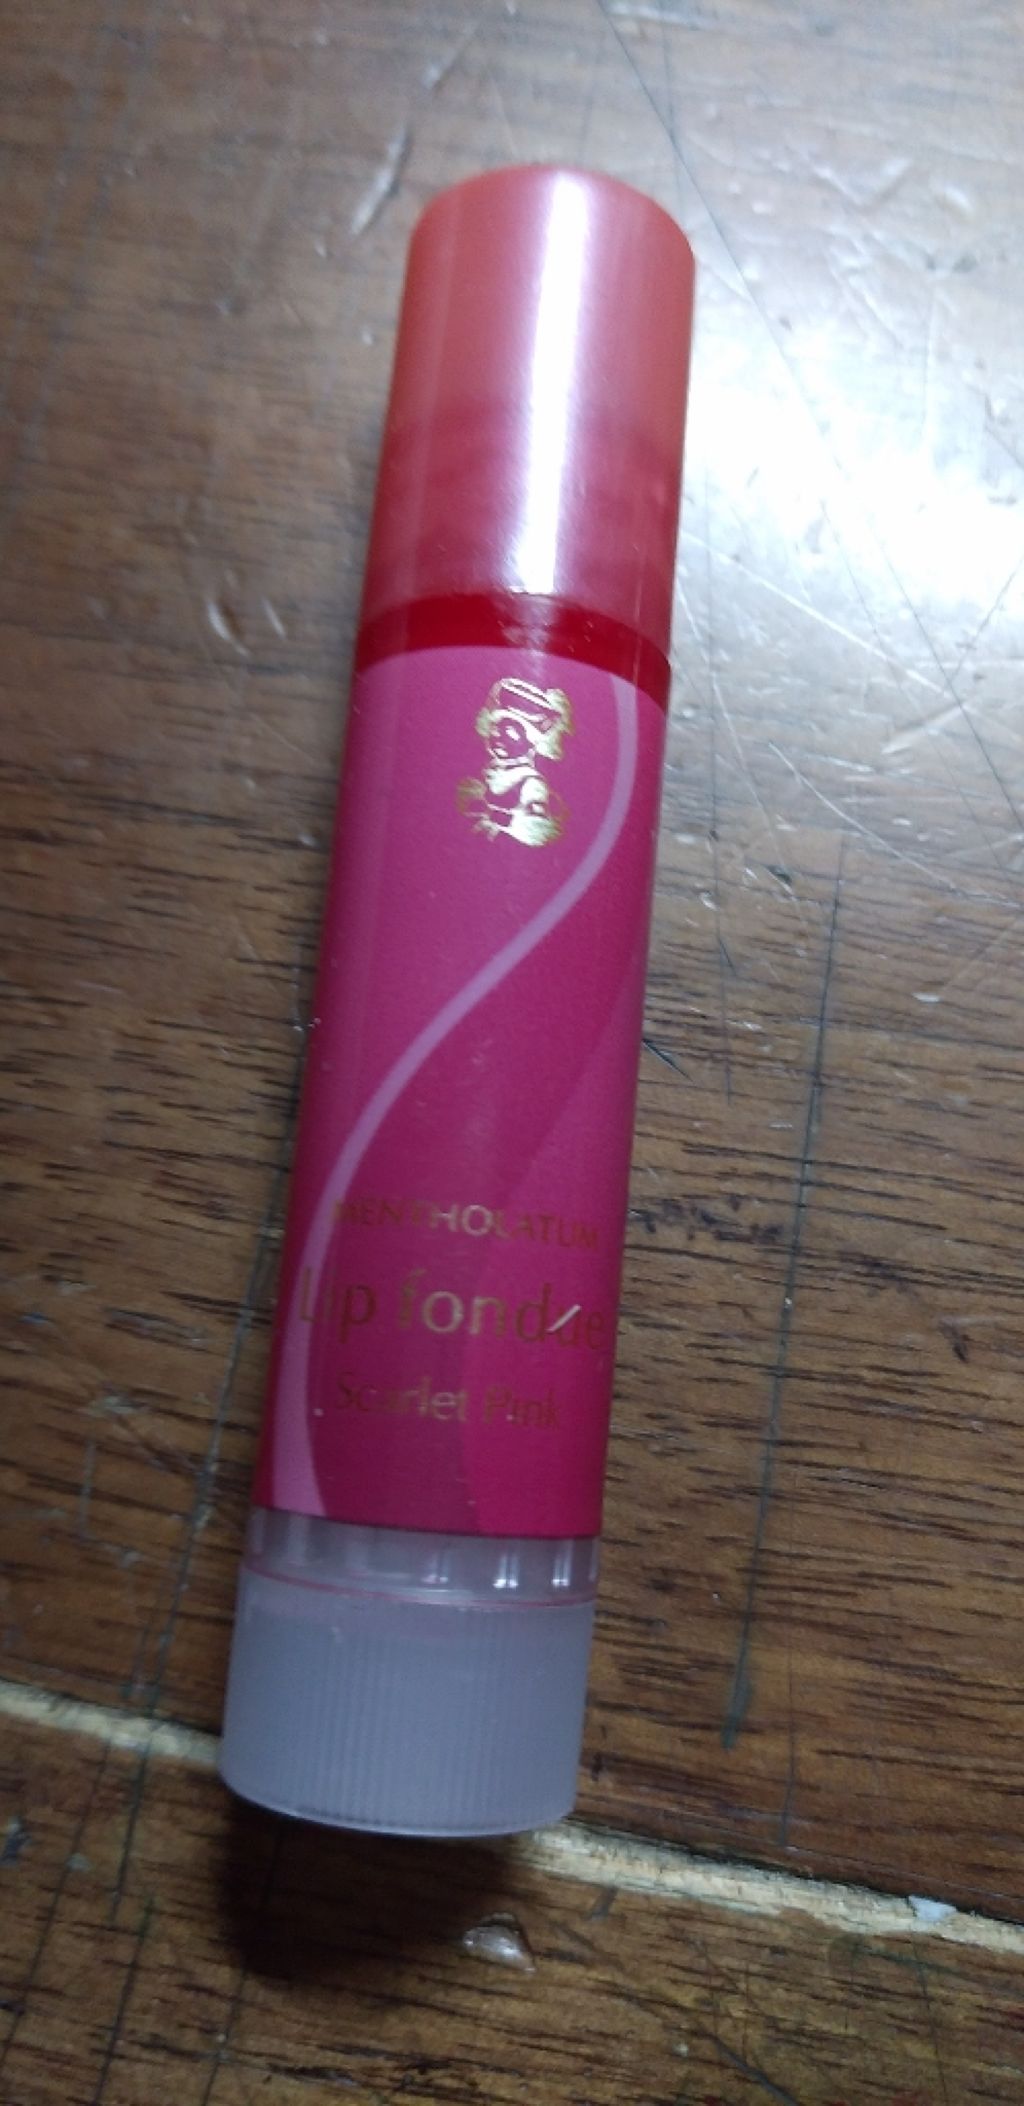 MENTHOLATUM
Lip fondue
Scarlet Pink